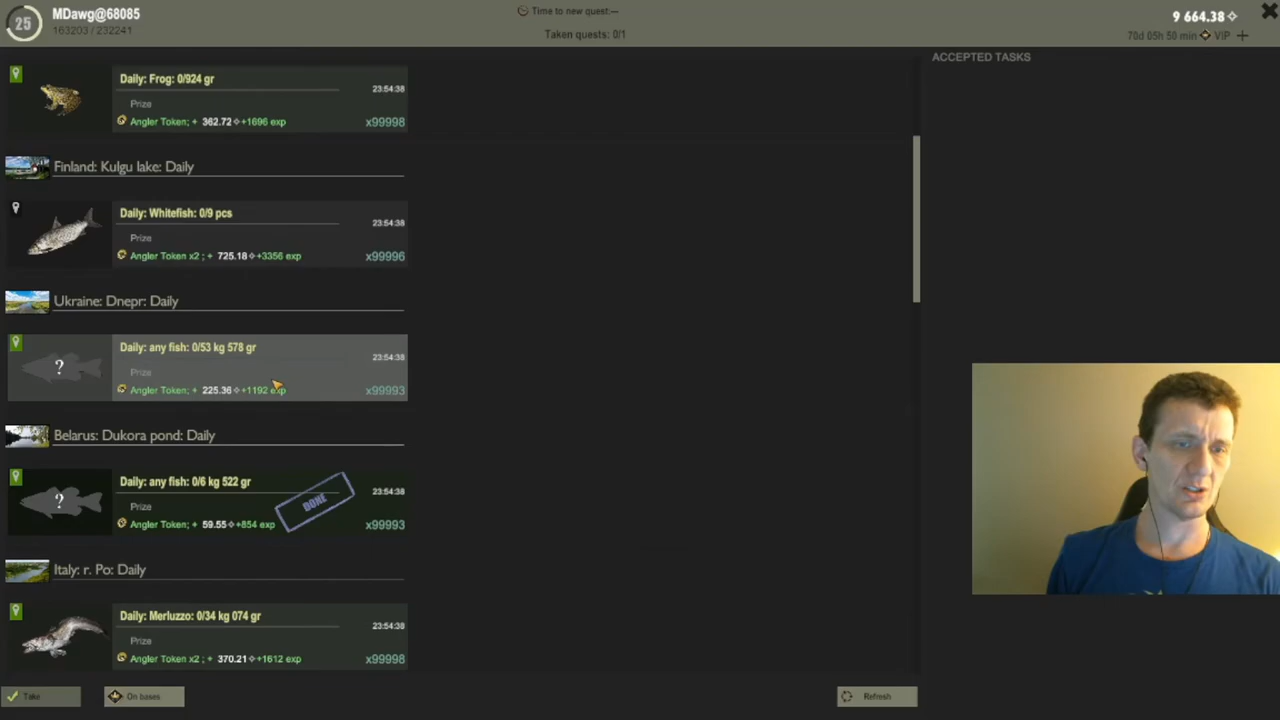 25
MDawg@68085
163203 / 232241
Time to new quest:—
Taken quests: 0/1
9 664.38
70d 05h 50 min VIP +
ACCEPTED TASKS
Daily: Frog: 0/924 gr
23:54:38
Prize
Angler Token; + 362.72 +1696 exp
x99998
Finland: Kulgu lake: Daily
Daily: Whitefish: 0/9 pcs
23:54:38
Prize
Angler Token x2 ; + 725.18 +3356 exp
x99996
Ukraine: Dnepr: Daily
?
Daily: any fish: 0/53 kg 578 gr
23:54:38
Prize
Angler Token; + 225.36 +1192 exp
x99993
Belarus: Dukora pond: Daily
?
Daily: any fish: 0/6 kg 522 gr
23:54:38
DONE
Prize
Angler Token; + 59.55 +854 exp
x99993
Italy: r. Po: Daily
Daily: Merluzzo: 0/34 kg 074 gr
23:54:38
Prize
Angler Token x2 ; + 370.21 +1612 exp
x99998
Take
On bases
Refresh